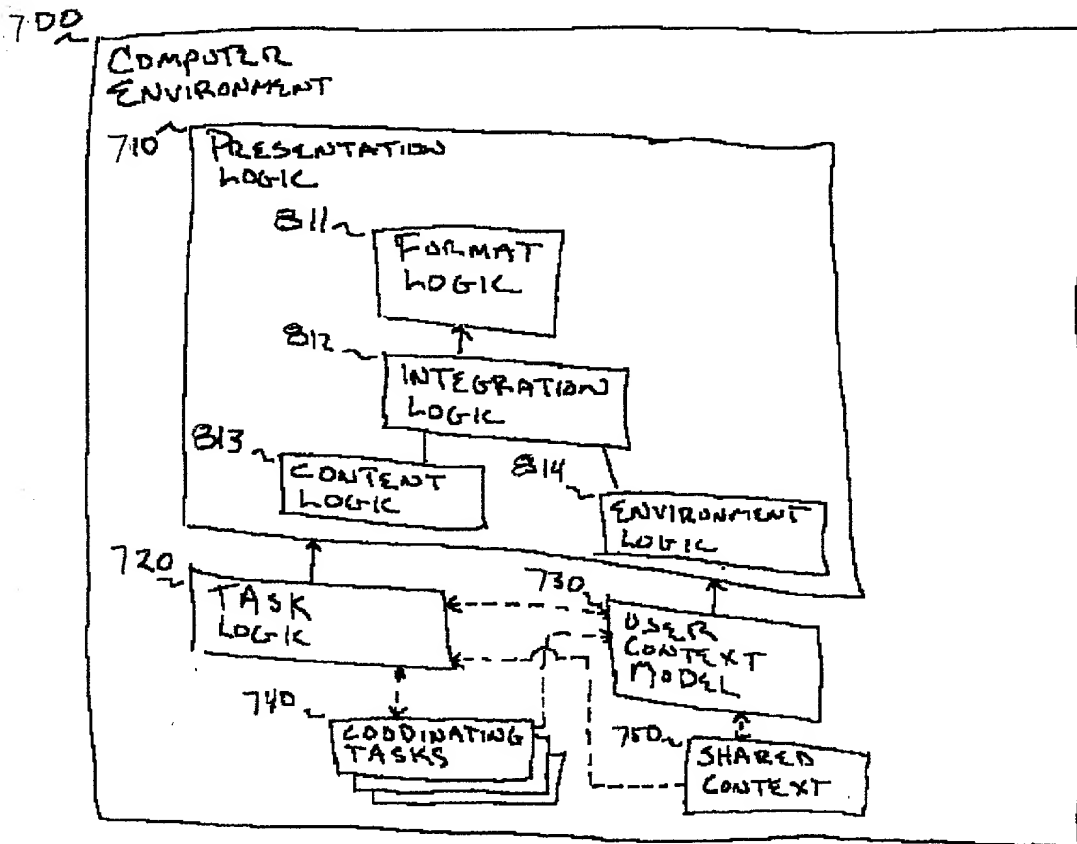 700
COMPUTER
ENVIRONMENT
710
PRESENTATION
LOGIC
811
FORMAT
LOGIC
812
INTEGRATION
LOGIC
813
CONTENT
LOGIC
814
ENVIRONMENT
LOGIC
720
TASK
LOGIC
730
USER
CONTEXT
MODEL
740
COODINATING
TASKS
750
SHARED
CONTEXT